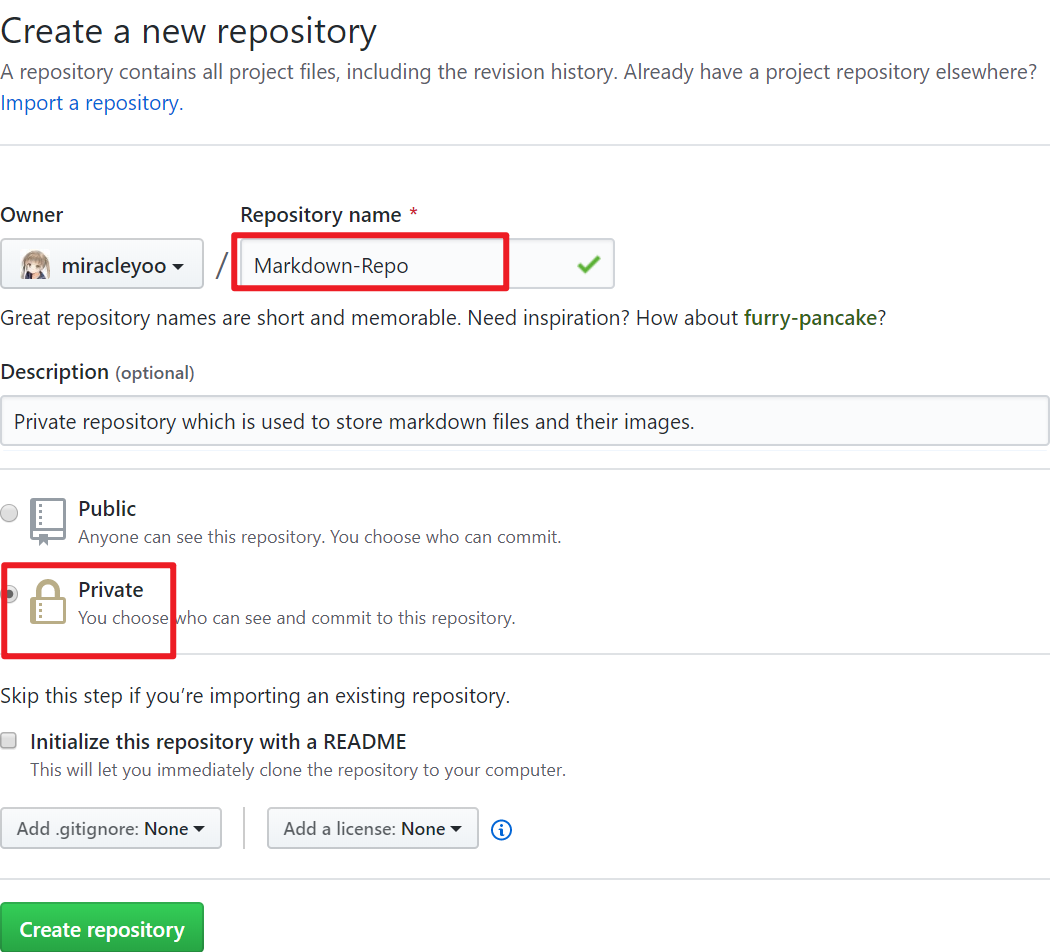 Create a new repository
A repository contains all project files, including the revision history. Already have a project repository elsewhere?
Import a repository.
Owner
Repository name *
miracleyoo
/
Markdown-Repo
Great repository names are short and memorable. Need inspiration? How about furry-pancake?
Description (optional)
Private repository which is used to store markdown files and their images.
Public
Anyone can see this repository. You choose who can commit.
Private
You choose who can see and commit to this repository.
Skip this step if you’re importing an existing repository.
Initialize this repository with a README
This will let you immediately clone the repository to your computer.
Add .gitignore: None
Add a license: None
Create repository